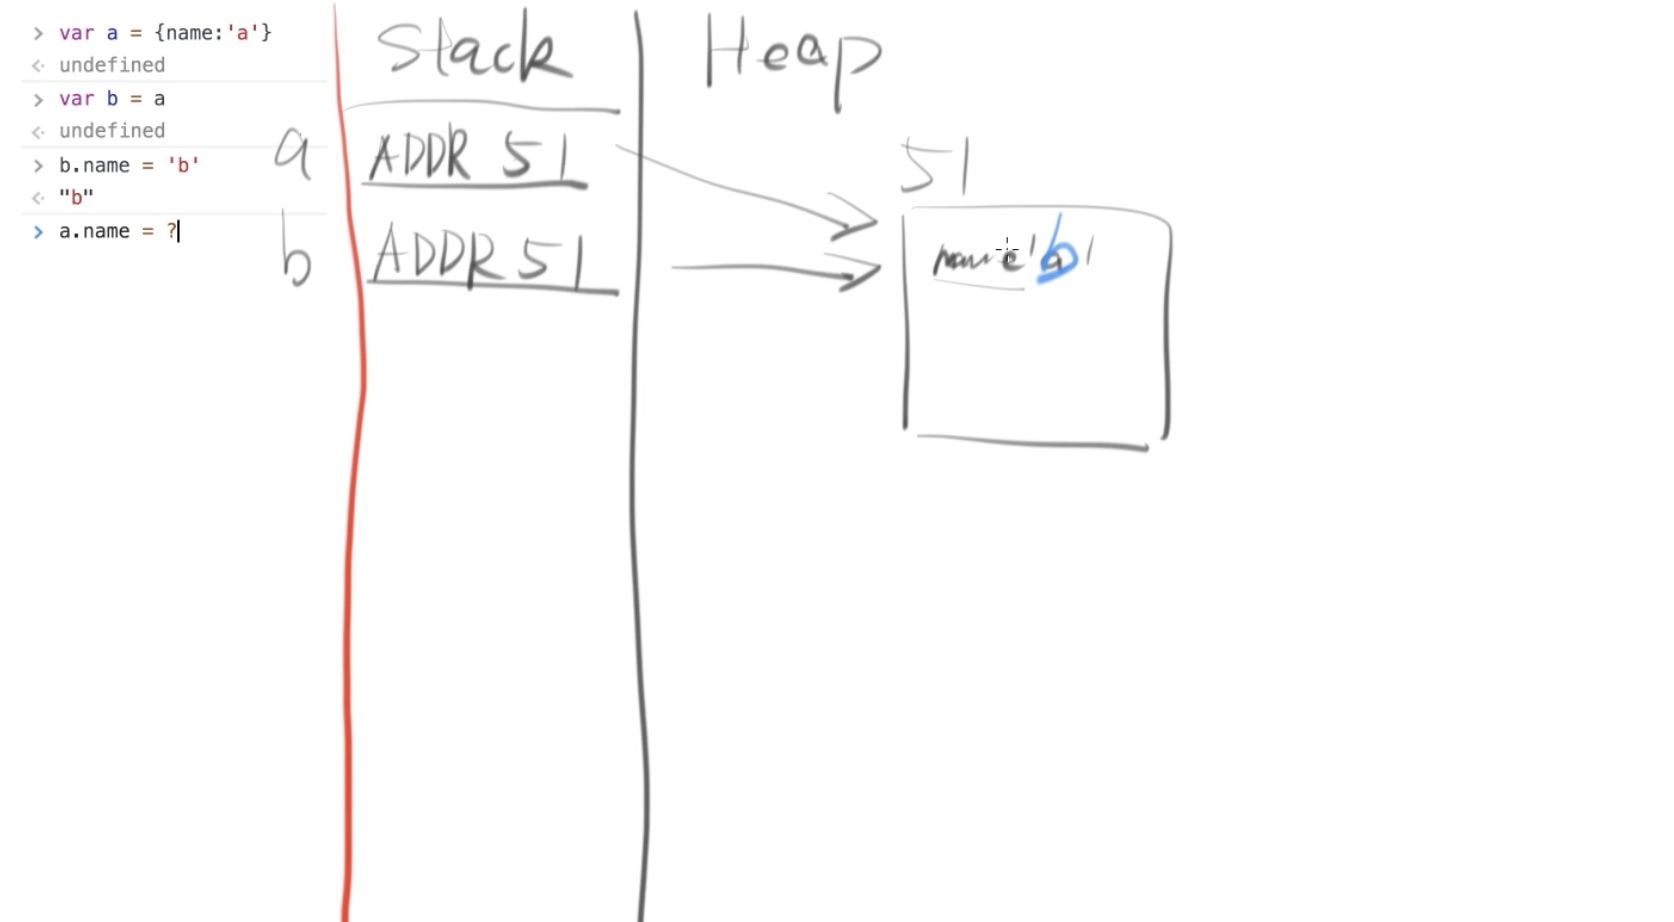 > var a = {name:'a'}
<· undefined
> var b = a
<· undefined
> b.name = 'b'
<· "b"
> a.name = ?
Stack
Heap
a ADDR 51
b ADDR 51
51
name 'b'